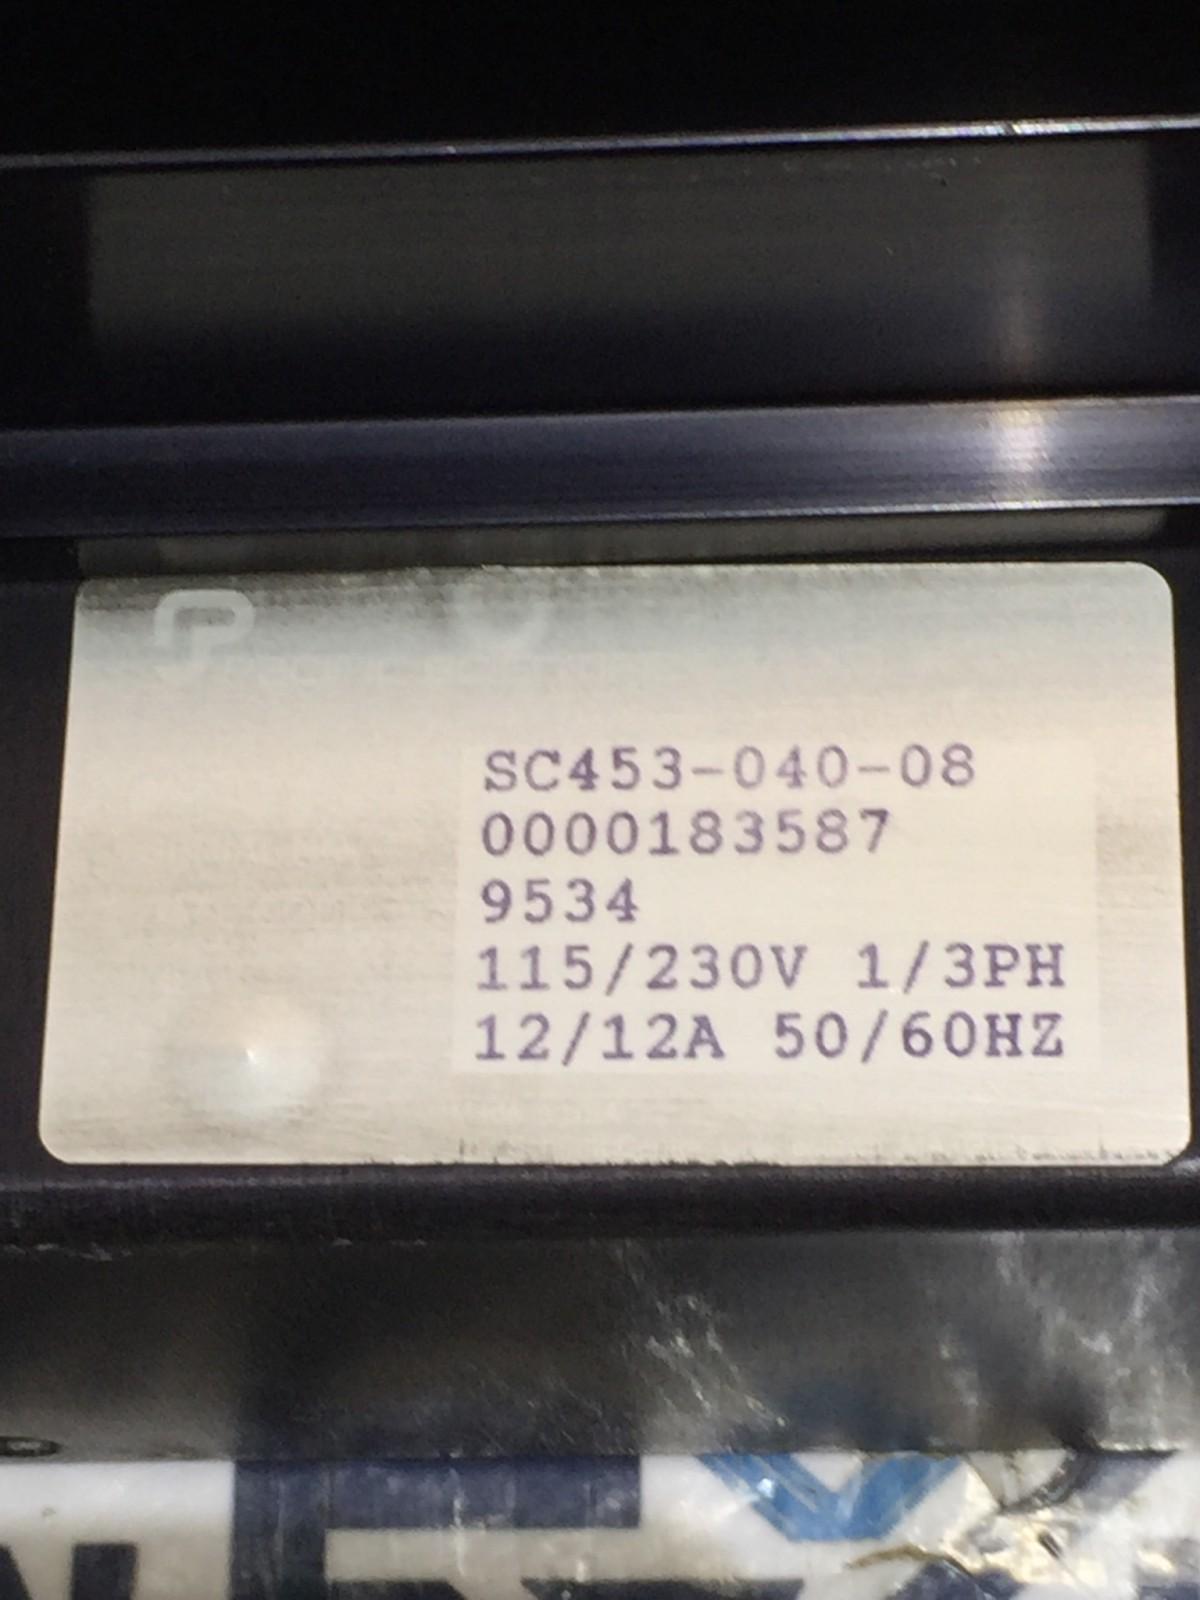 SC453-040-08
0000183587
9534
115/230V 1/3PH
12/12A 50/60HZ